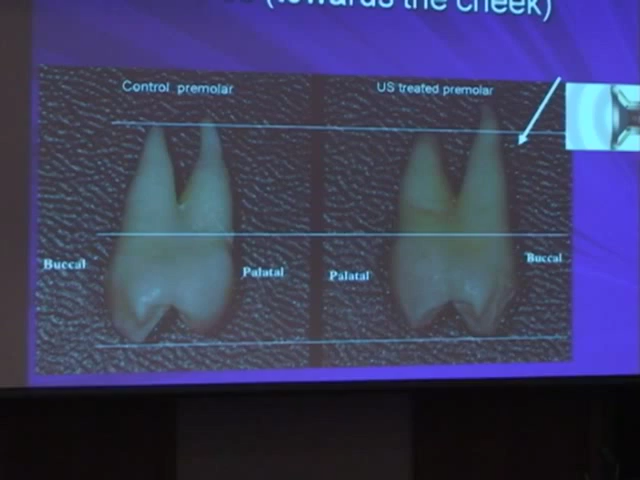 (towards the cheek)
Control premolar
US treated premolar
Buccal
Palatal
Palatal
Buccal